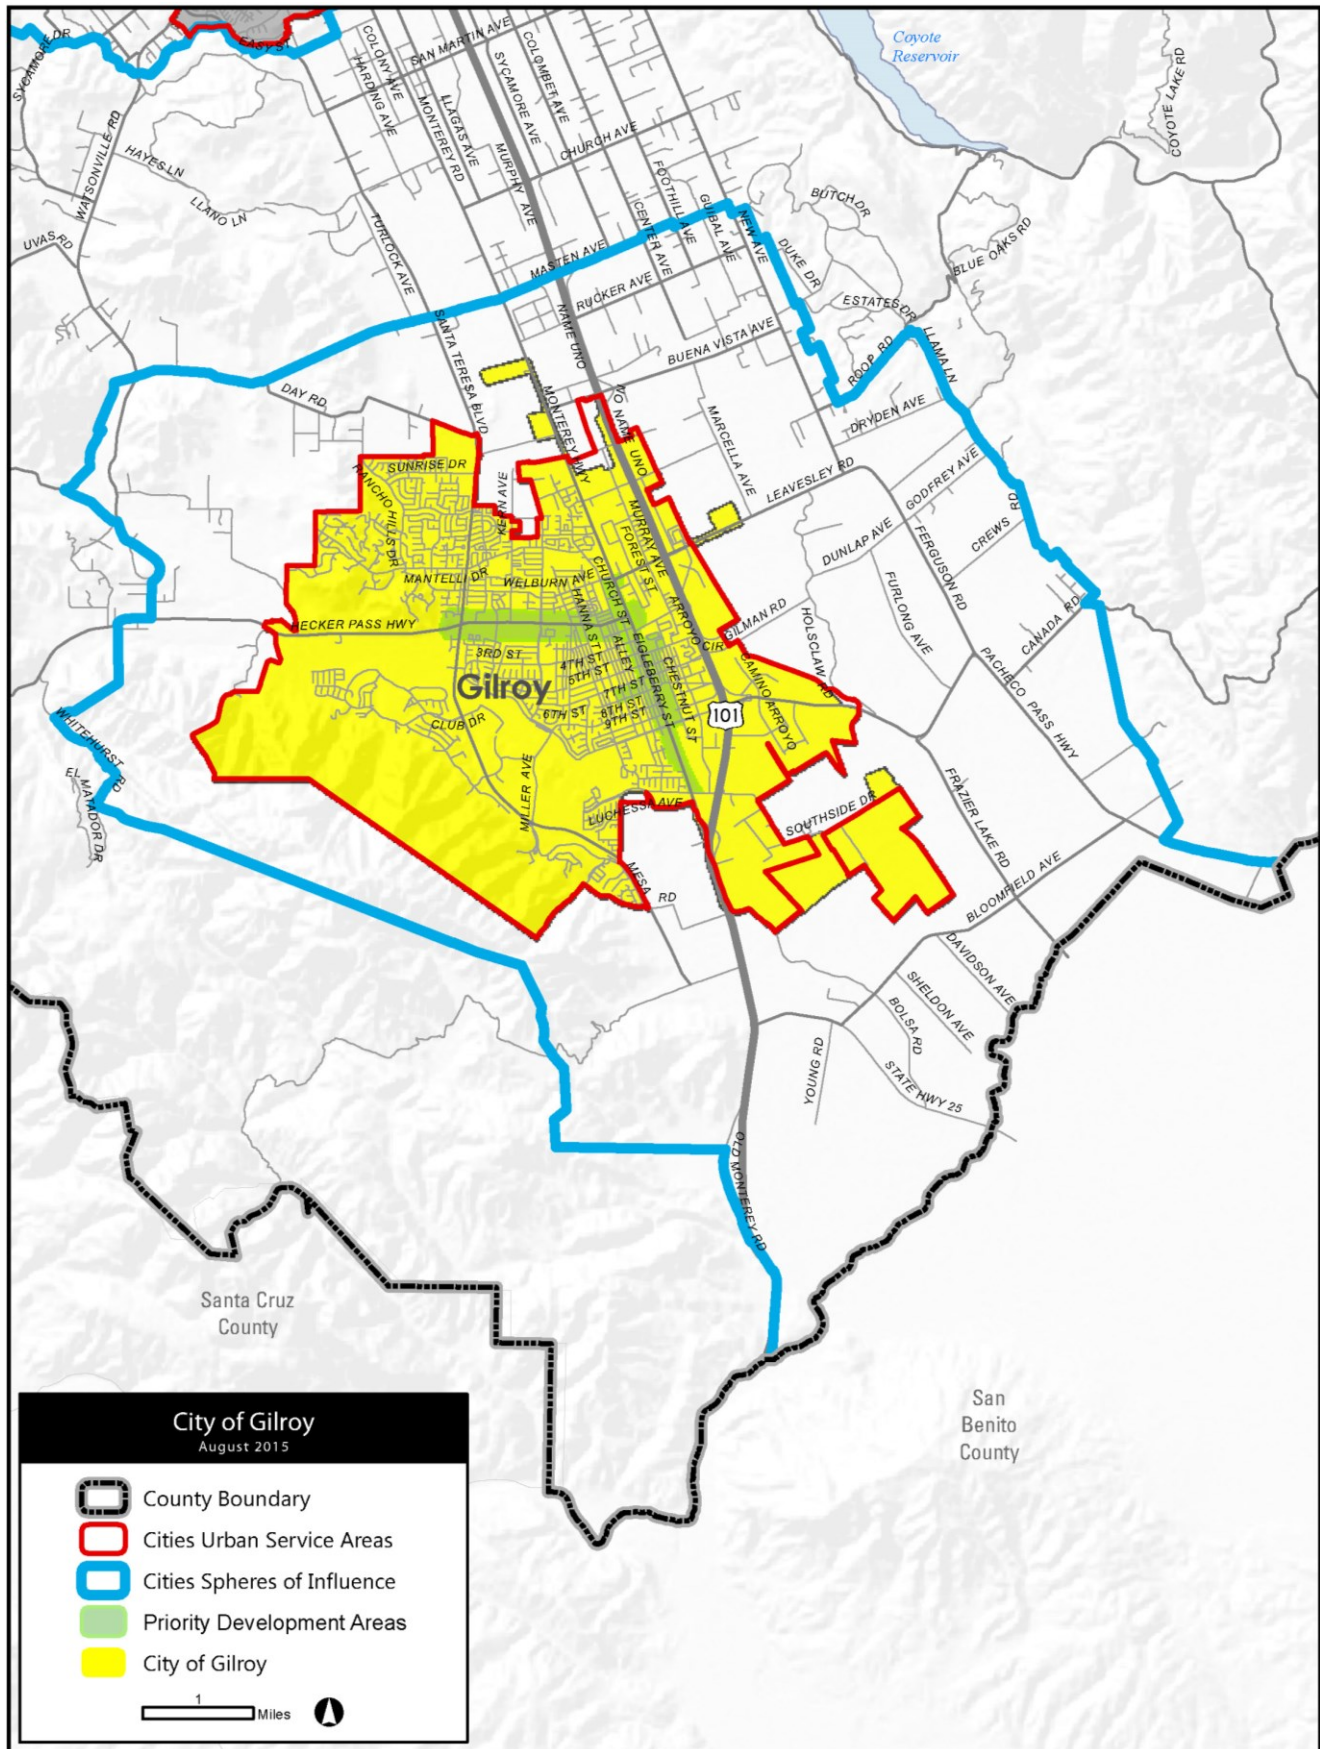 Coyote
Reservoir
SYCAMORE DR
EASY ST
COLONY AVE
HARDING AVE
SAN MARTIN AVE
LLAGAS AVE
MONTEREY RD
SYCAMORE AVE
COLOMBET AVE
MURPHY AVE
CHURCH AVE
COYOTE LAKE RD
WATSONVILLE RD
HAYES LN
LLANO LN
UVAS RD
TURLOCK AVE
FOOTHILL AVE
CENTER AVE
GUIBAL AVE
NEW AVE
BUTCH DR
DUKE DR
BLUE OAKS RD
MASTEN AVE
RUCKER AVE
ESTATES DR
ROOP RD
LLAMA LN
NAME UNO
BUENA VISTA AVE
SANTA TERESA BLVD
DAY RD
MONTEREY HWY
NO NAME UNO
MARCELLA AVE
DRYDEN AVE
SUNRISE DR
RANCHO HILLS DR
KERN AVE
LEAVESLEY RD
GODFREY AVE
CREWS
RD
MURRAY AVE
FOREST ST
DUNLAP AVE
FERGUSON RD
FURLONG AVE
MANTELLI DR
WELBURN AVE
CHURCH ST
HANNA ST
ALLEY
EIGLEBERRY ST
CHESTNUT ST
ARROYO
CIR
GILMAN RD
HOLSCLAW RD
CANADA RD
HECKER PASS HWY
3RD ST
4TH ST
5TH ST
Gilroy
7TH ST
6TH ST
8TH ST
9TH ST
CAMINO ARROYO
101
PACHECO PASS HWY
CLUB DR
WHITEHURST RD
EL MATADOR DR
MILLER AVE
LUCHESSA AVE
SOUTHSIDE DR
FRAZIER LAKE RD
MESA RD
BLOOMFIELD AVE
DAVIDSON AVE
SHELDON AVE
BOLSA RD
YOUNG RD
STATE HWY 25
OLD MONTEREY RD
Santa Cruz
County
San
Benito
County
City of Gilroy
August 2015
County Boundary
Cities Urban Service Areas
Cities Spheres of Influence
Priority Development Areas
City of Gilroy
1
Miles